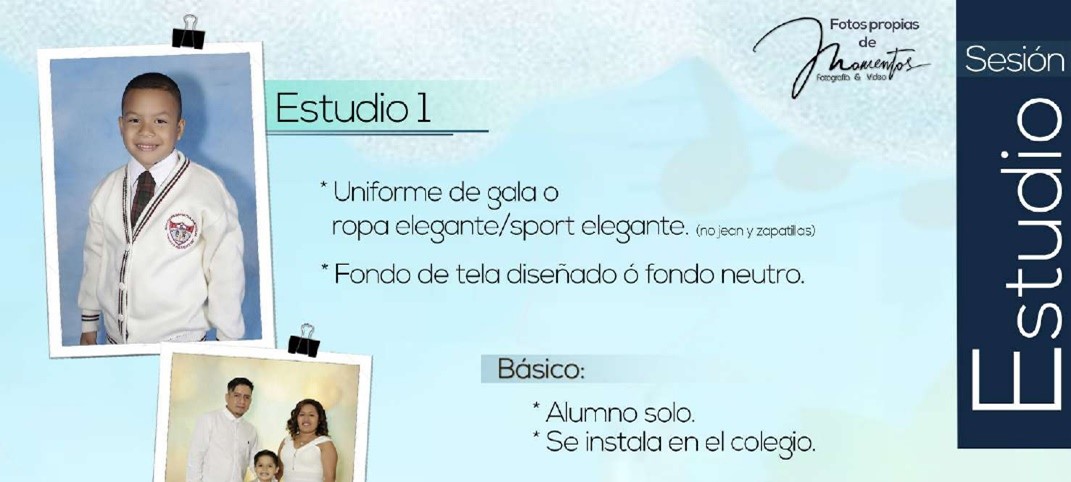 Fotos propias
de
Momentos
Fotografía & Video
Sesión
Estudio
Estudio 1
* Uniforme de gala o
ropa elegante/sport elegante. (no jean y zapatillas)
* Fondo de tela diseñado ó fondo neutro.
Básico:
* Alumno solo.
* Se instala en el colegio.